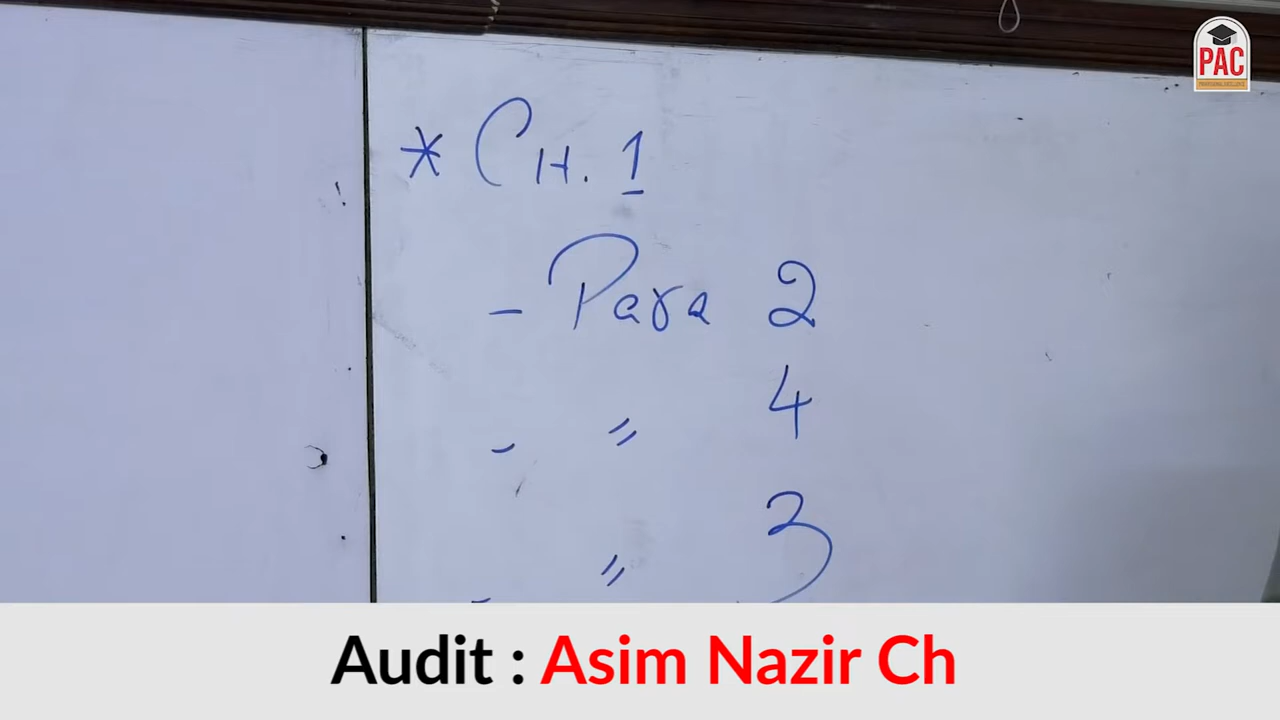 PAC
* CH. 1
- Para 2
- " 4
- " 3
Audit : Asim Nazir Ch